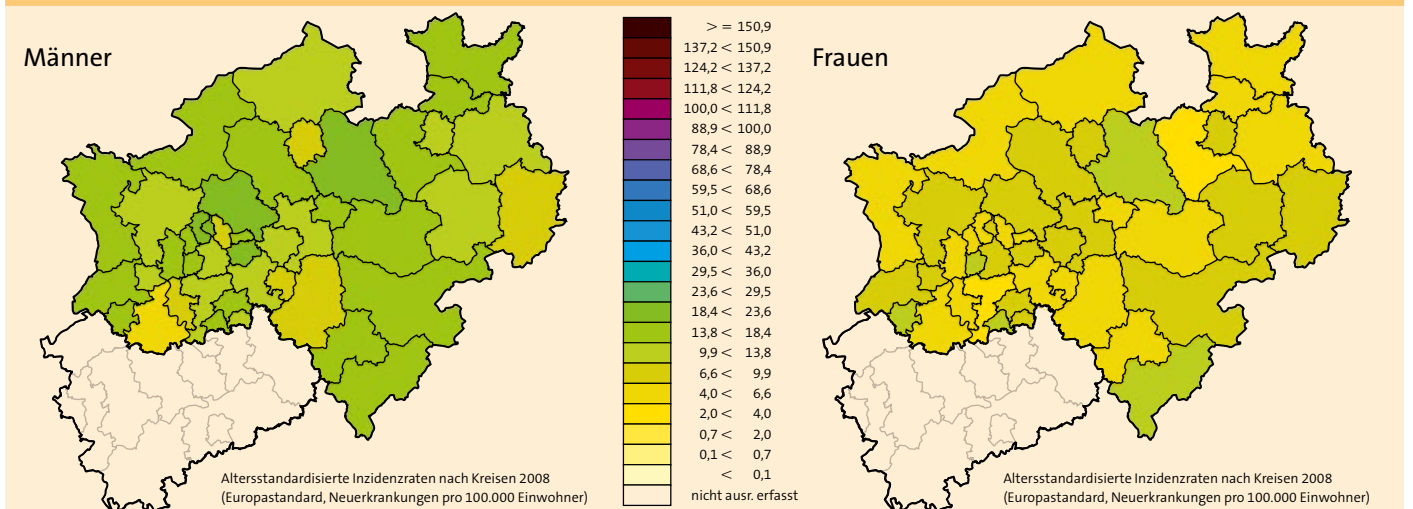 Männer
Frauen
> = 150,9
137,2 < 150,9
124,2 < 137,2
111,8 < 124,2
100,0 < 111,8
88,9 < 100,0
78,4 < 88,9
68,6 < 78,4
59,5 < 68,6
51,0 < 59,5
43,2 < 51,0
36,0 < 43,2
29,5 < 36,0
23,6 < 29,5
18,4 < 23,6
13,8 < 18,4
9,9 < 13,8
6,6 < 9,9
4,0 < 6,6
2,0 < 4,0
0,7 < 2,0
0,1 < 0,7
< 0,1
nicht ausr. erfasst
Altersstandardisierte Inzidenzraten nach Kreisen 2008
(Europastandard, Neuerkrankungen pro 100.000 Einwohner)
Altersstandardisierte Inzidenzraten nach Kreisen 2008
(Europastandard, Neuerkrankungen pro 100.000 Einwohner)